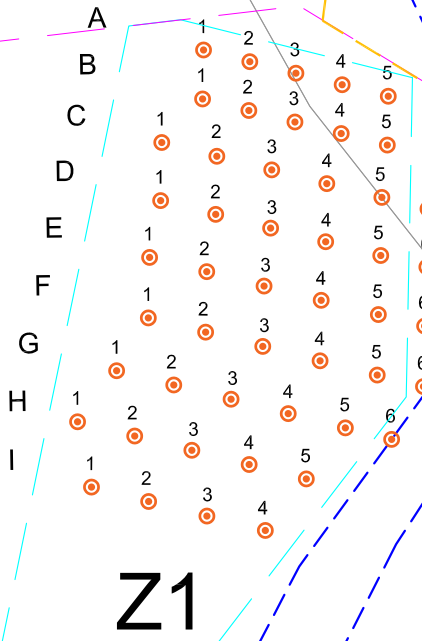 A 1 2 3 4 5
B 1 2 3 4 5
C 1 2 3 4 5
D 1 2 3 4 5
E 1 2 3 4 5 6
F 1 2 3 4 5 6
G 1 2 3 4 5 6
H 1 2 3 4 5
I 1 2 3 4
Z1